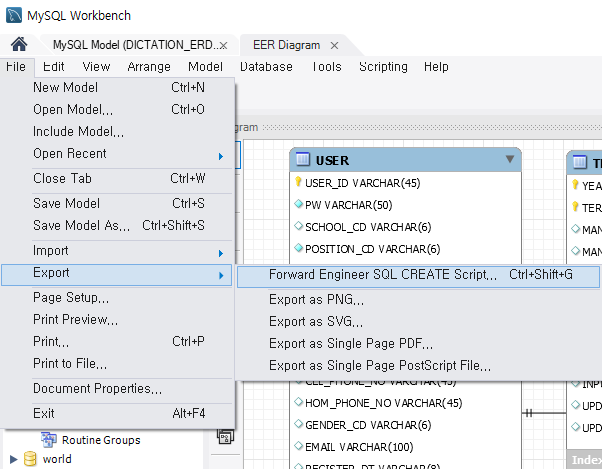 MySQL Workbench
MySQL Model (DICTATION_ERD... × EER Diagram ×
File Edit View Arrange Model Database Tools Scripting Help
New Model Ctrl+N
Open Model... Ctrl+O
Include Model...
Open Recent
Close Tab Ctrl+W
Save Model Ctrl+S
Save Model As... Ctrl+Shift+S
Import
Export
Page Setup...
Print Preview...
Print... Ctrl+P
Print to File...
Document Properties...
Exit Alt+F4
Forward Engineer SQL CREATE Script... Ctrl+Shift+G
Export as PNG...
Export as SVG...
Export as Single Page PDF...
Export as Single Page PostScript File...
gram
USER
USER_ID VARCHAR(45)
PW VARCHAR(50)
SCHOOL_CD VARCHAR(6)
POSITION_CD VARCHAR(6)
HOM_PHONE_NO VARCHAR(45)
GENDER_CD VARCHAR(6)
EMAIL VARCHAR(100)
REGISTER_DT VARCHAR(8)
YEA
TER
MAN
MAN
INPU
UPD
UPD
Index
Routine Groups
world